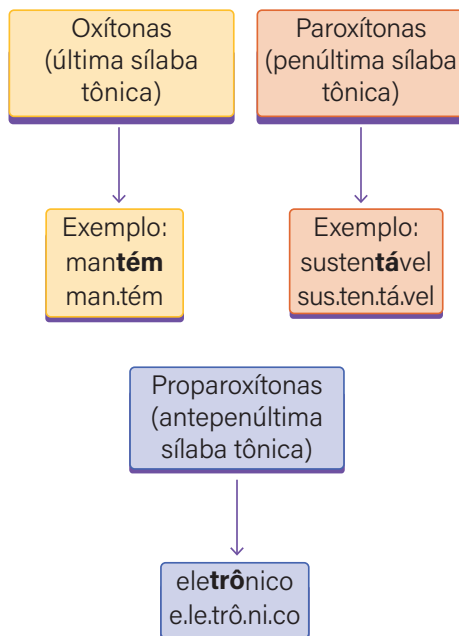 Oxítonas
(última sílaba
tônica)
Paroxítonas
(penúltima sílaba
tônica)
Exemplo:
mantém
man.tém
Exemplo:
sustentável
sus.ten.tá.vel
Proparoxítonas
(antepenúltima
sílaba tônica)
eletrônico
e.le.trô.ni.co